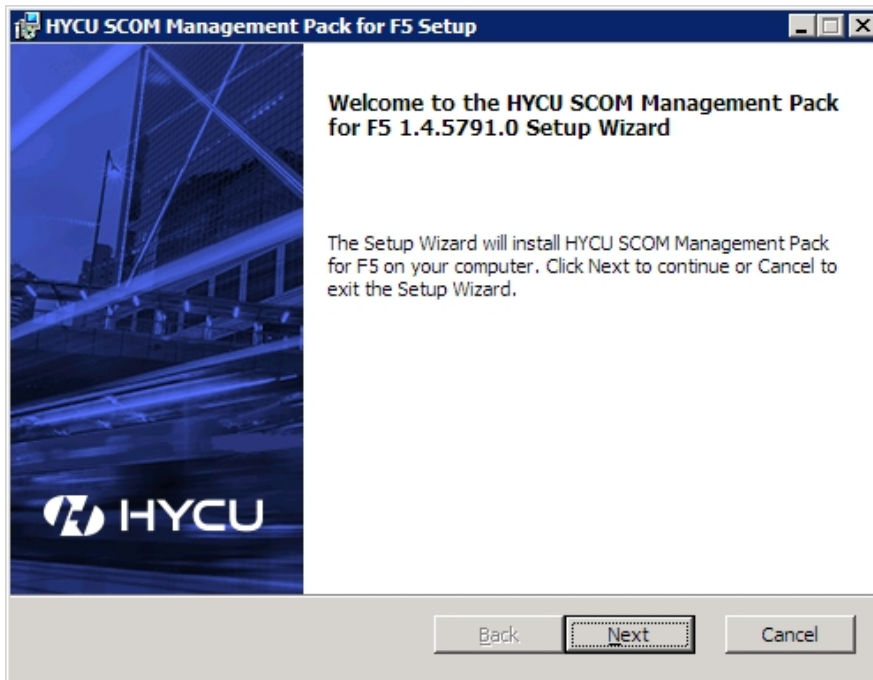 HYCU SCOM Management Pack for F5 Setup
Welcome to the HYCU SCOM Management Pack
for F5 1.4.5791.0 Setup Wizard
The Setup Wizard will install HYCU SCOM Management Pack
for F5 on your computer. Click Next to continue or Cancel to
exit the Setup Wizard.
HYCU
Back
Next
Cancel